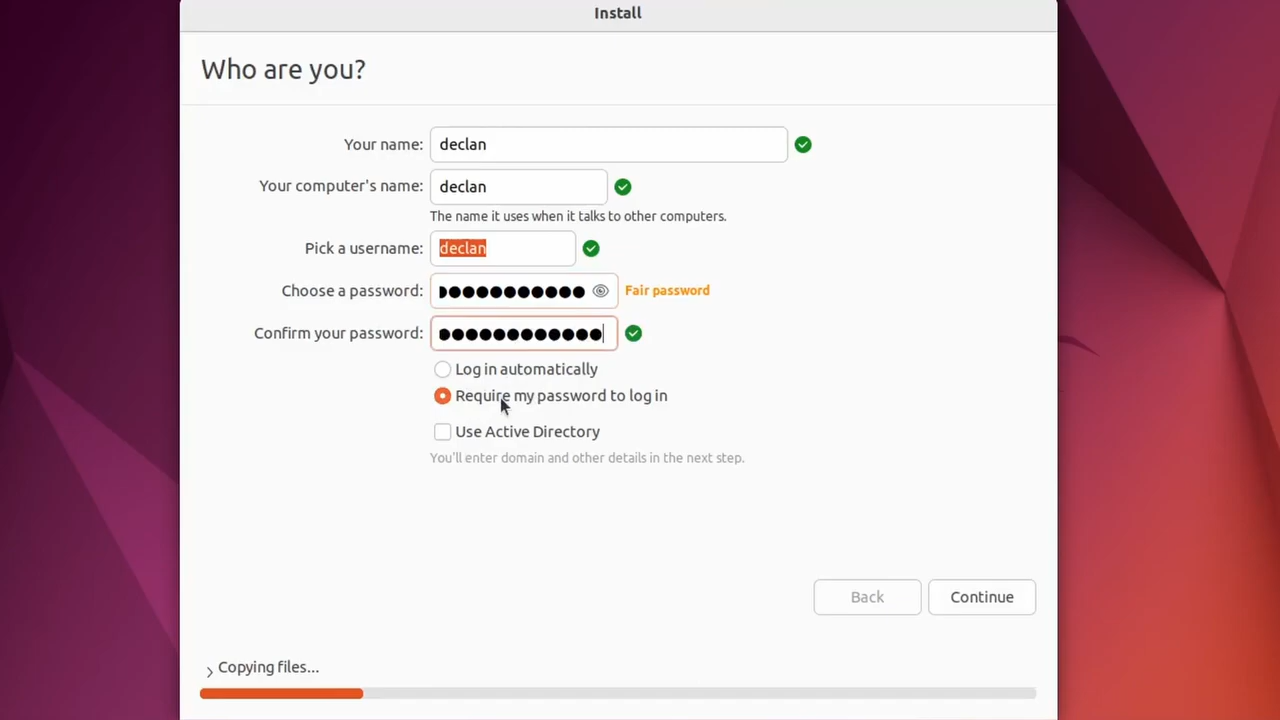 Install
Who are you?
Your name: declan
Your computer's name: declan
The name it uses when it talks to other computers.
Pick a username: declan
Choose a password: ●●●●●●●●●●● Fair password
Confirm your password: ●●●●●●●●●●●●
Log in automatically
Require my password to log in
Use Active Directory
You'll enter domain and other details in the next step.
Back Continue
Copying files...